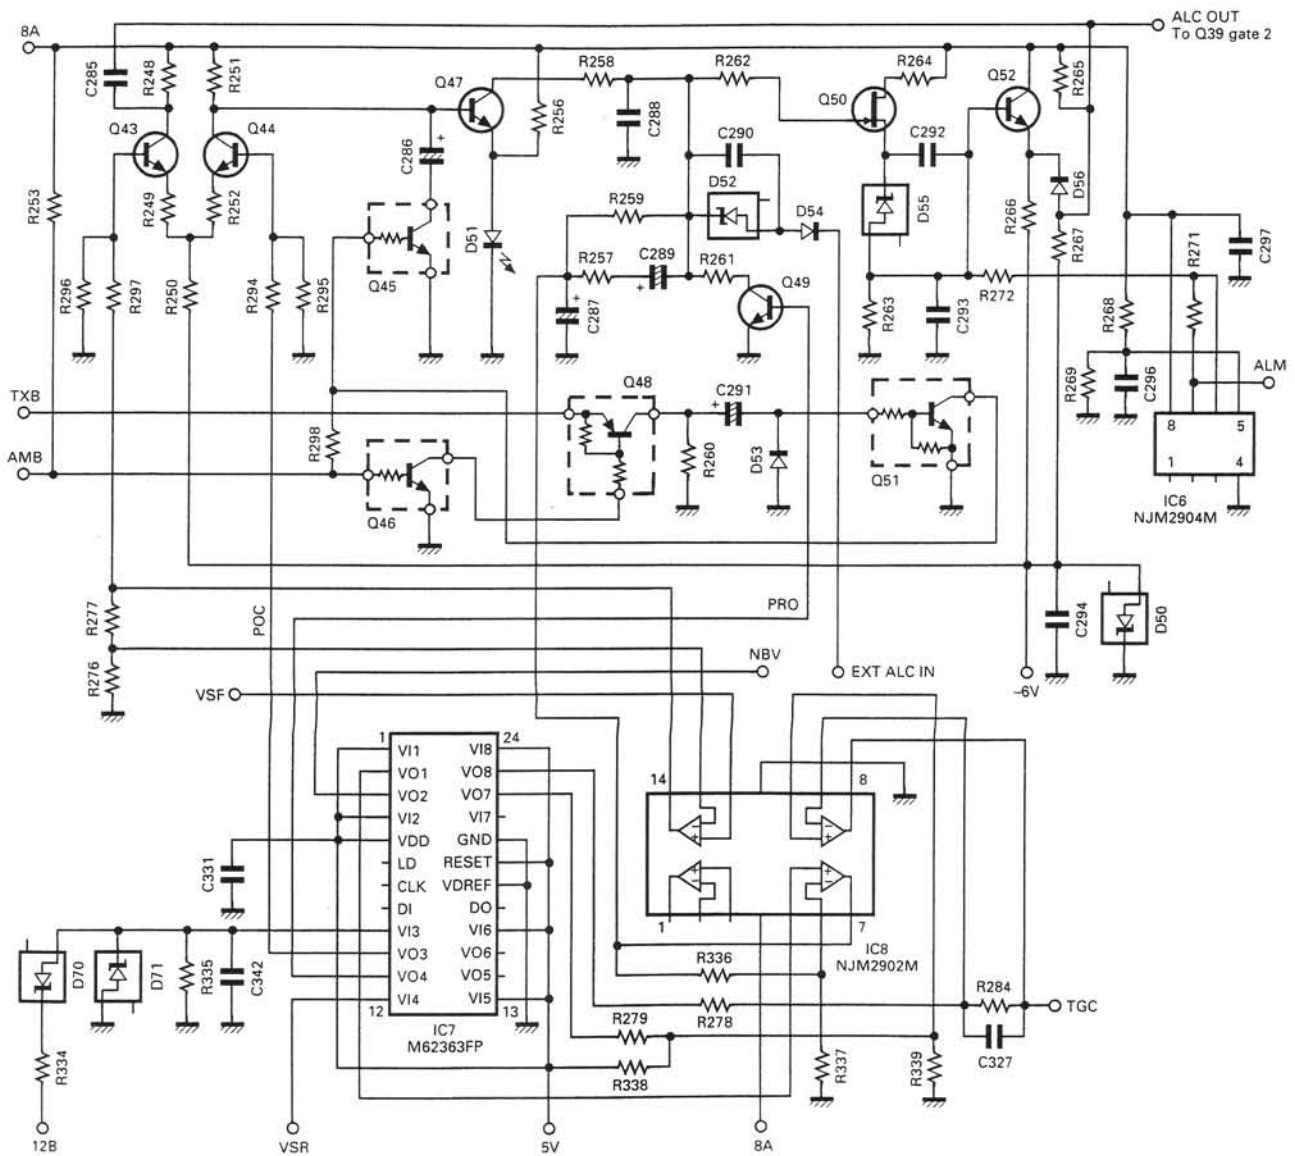 ALC OUT
To Q39 gate 2
8A
C285
R248
R251
Q47
R258
R262
R264
Q50
Q52
R265
Q43
Q44
R256
C288
C290
C292
C286
+
R253
R249
R252
D52
D55
D56
R259
D54
R266
R267
D51
R271
C297
Q45
R257
C289
+
R261
Q49
R272
R296
R297
R250
R294
R295
C287
+
R263
C293
R268
TXB
Q48
C291
+
R269
C296
ALM
AMB
R298
R260
D53
Q51
8
5
1
4
Q46
IC6
NJM2904M
R277
POC
PRO
C294
D50
R276
NBV
EXT ALC IN
VSF
-6V
1
24
VI1
VI8
VO1
VO8
14
8
VO2
VO7
VI2
VI7
VDD
GND
C331
LD
RESET
CLK
VDREF
DI
DO
1
7
VI3
VI6
IC8
NJM2902M
D70
D71
R335
C342
VO3
VO6
VO4
VO5
R336
VI4
VI5
12
13
R284
TGC
IC7
M62363FP
R279
R278
C327
R334
R338
R337
R339
12B
VSR
5V
8A